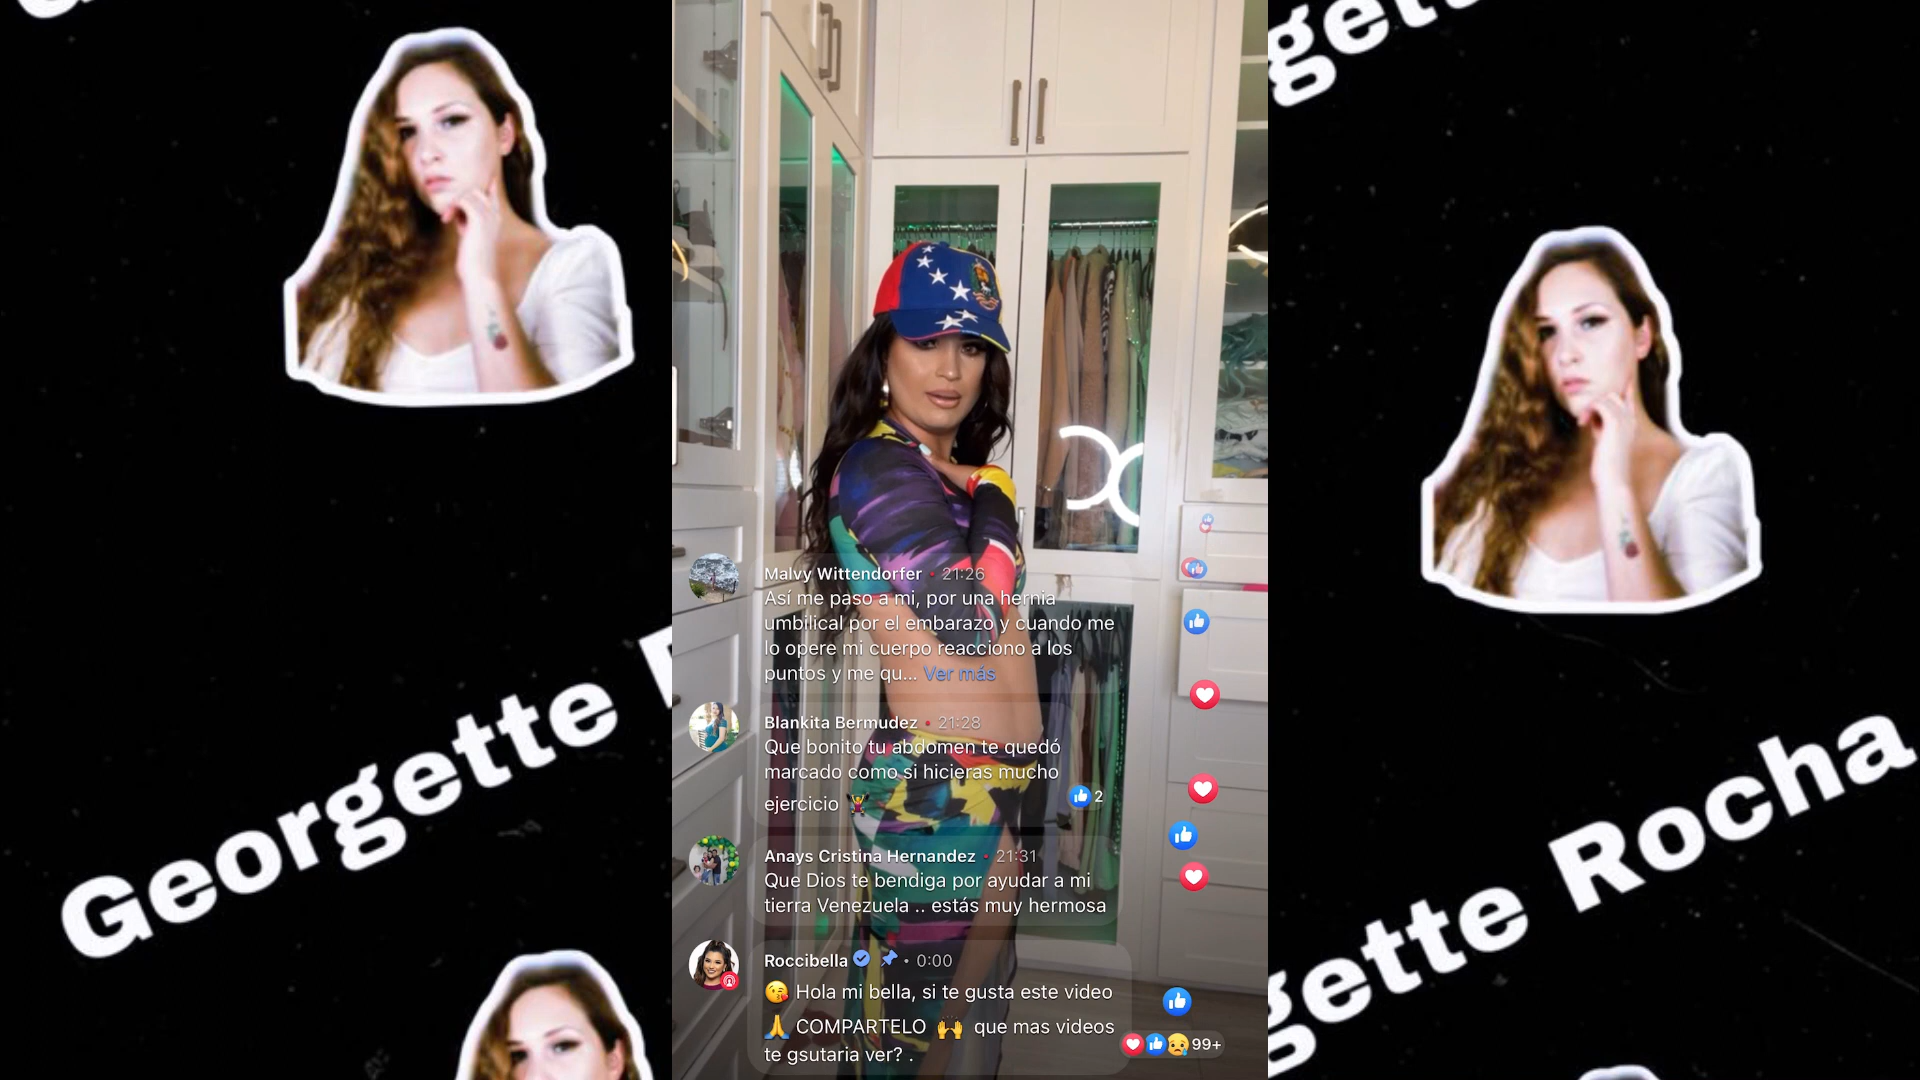 Georgette
Georgette Rocha
Malvy Wittendorfer • 21:26
Así me paso a mi, por una hernia
umbilical por el embarazo y cuando me
lo opere mi cuerpo reacciono a los
puntos y me qu... Ver más
Blankita Bermudez • 21:28
Que bonito tu abdomen te quedó
marcado como si hicieras mucho
ejercicio
2
Anays Cristina Hernandez • 21:31
Que Dios te bendiga por ayudar a mi
tierra Venezuela .. estás muy hermosa
Roccibella • 0:00
😘 Hola mi bella, si te gusta este video
🙏 COMPARTELO 🙌 que mas videos
te gsutaria ver? .
99+